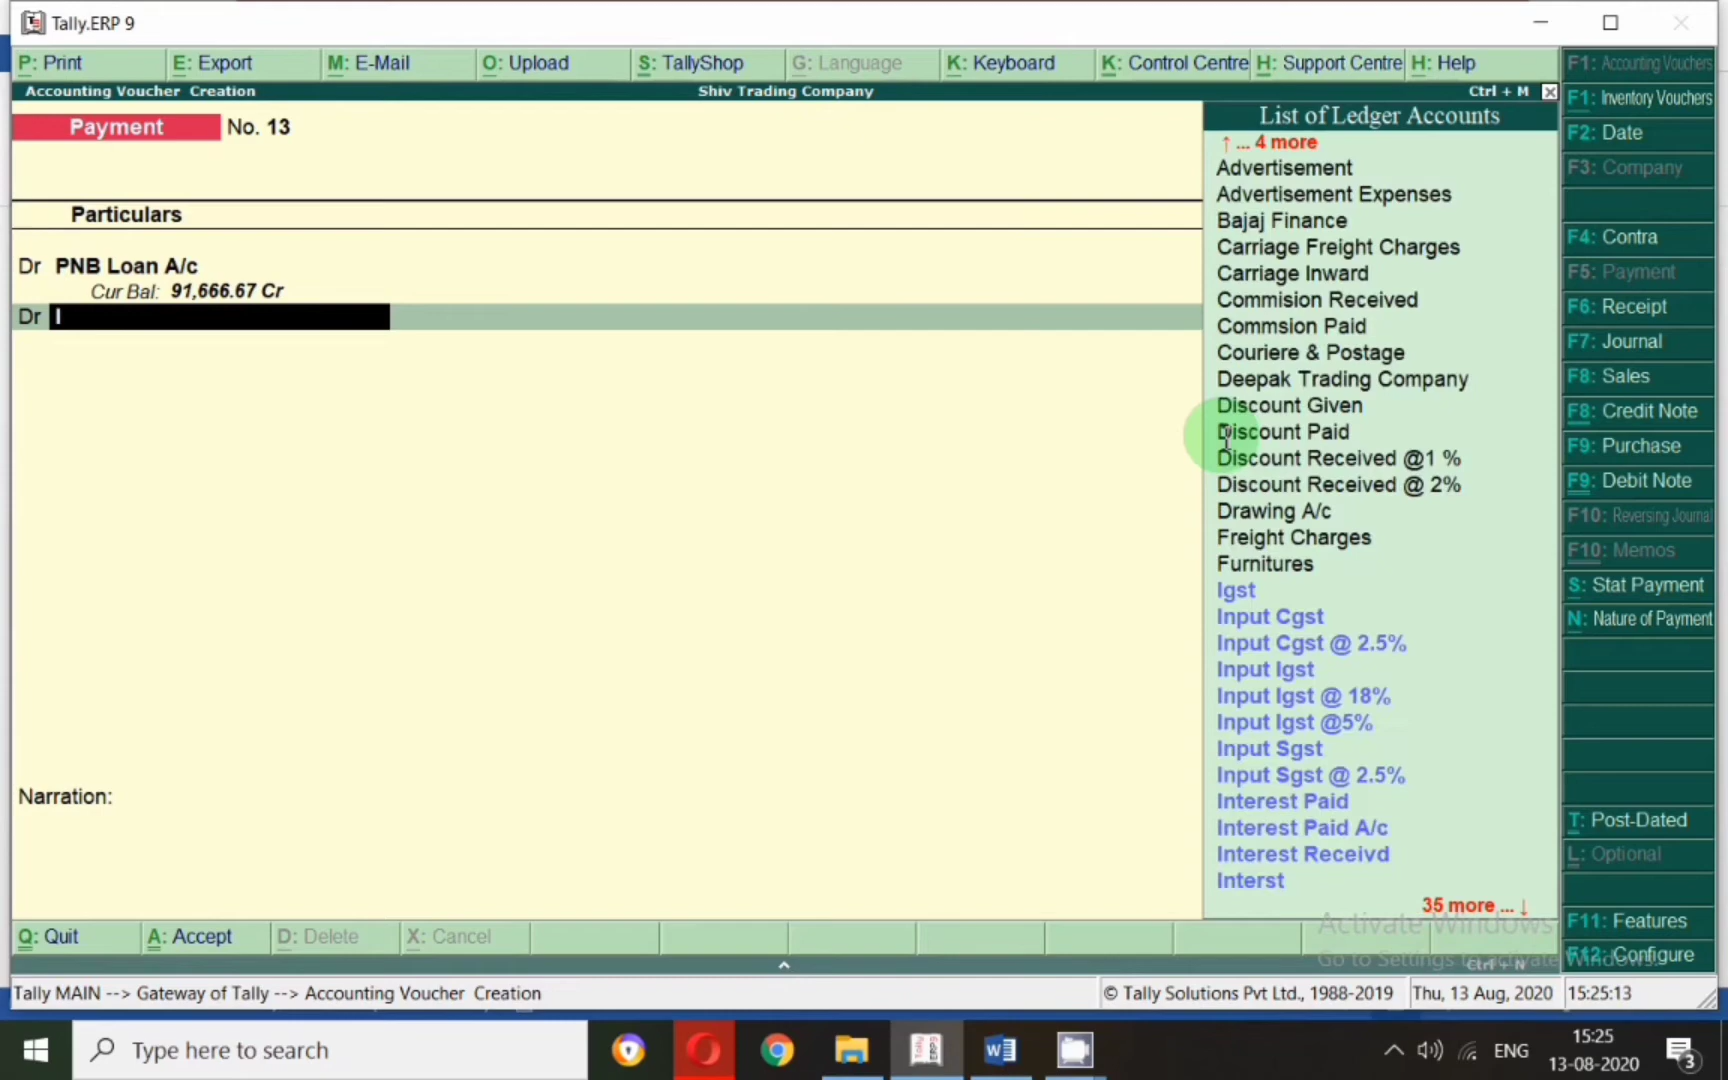 Tally.ERP 9
P: Print
E: Export
M: E-Mail
O: Upload
S: TallyShop
G: Language
K: Keyboard
K: Control Centre
H: Support Centre
H: Help
Accounting Voucher Creation
Shiv Trading Company
Ctrl + M
Payment No. 13
Particulars
Dr PNB Loan A/c
Cur Bal: 91,666.67 Cr
Dr I
Narration:
List of Ledger Accounts
↑ ... 4 more
Advertisement
Advertisement Expenses
Bajaj Finance
Carriage Freight Charges
Carriage Inward
Commision Received
Commsion Paid
Couriere & Postage
Deepak Trading Company
Discount Given
Discount Paid
Discount Received @1 %
Discount Received @ 2%
Drawing A/c
Freight Charges
Furnitures
Igst
Input Cgst
Input Cgst @ 2.5%
Input Igst
Input Igst @ 18%
Input Igst @5%
Input Sgst
Input Sgst @ 2.5%
Interest Paid
Interest Paid A/c
Interest Receivd
Interst
35 more ... ↓
F1: Accounting Vouchers
F1: Inventory Vouchers
F2: Date
F3: Company
F4: Contra
F5: Payment
F6: Receipt
F7: Journal
F8: Sales
F8: Credit Note
F9: Purchase
F9: Debit Note
F10: Reversing Journal
F10: Memos
S: Stat Payment
N: Nature of Payment
T: Post-Dated
L: Optional
F11: Features
F12: Configure
Q: Quit
A: Accept
D: Delete
X: Cancel
Activate Windows
Go to Settings to activate Windows.
Ctrl + N
Tally MAIN --> Gateway of Tally --> Accounting Voucher Creation
© Tally Solutions Pvt Ltd., 1988-2019
Thu, 13 Aug, 2020
15:25:13
Type here to search
ENG
15:25
13-08-2020
3